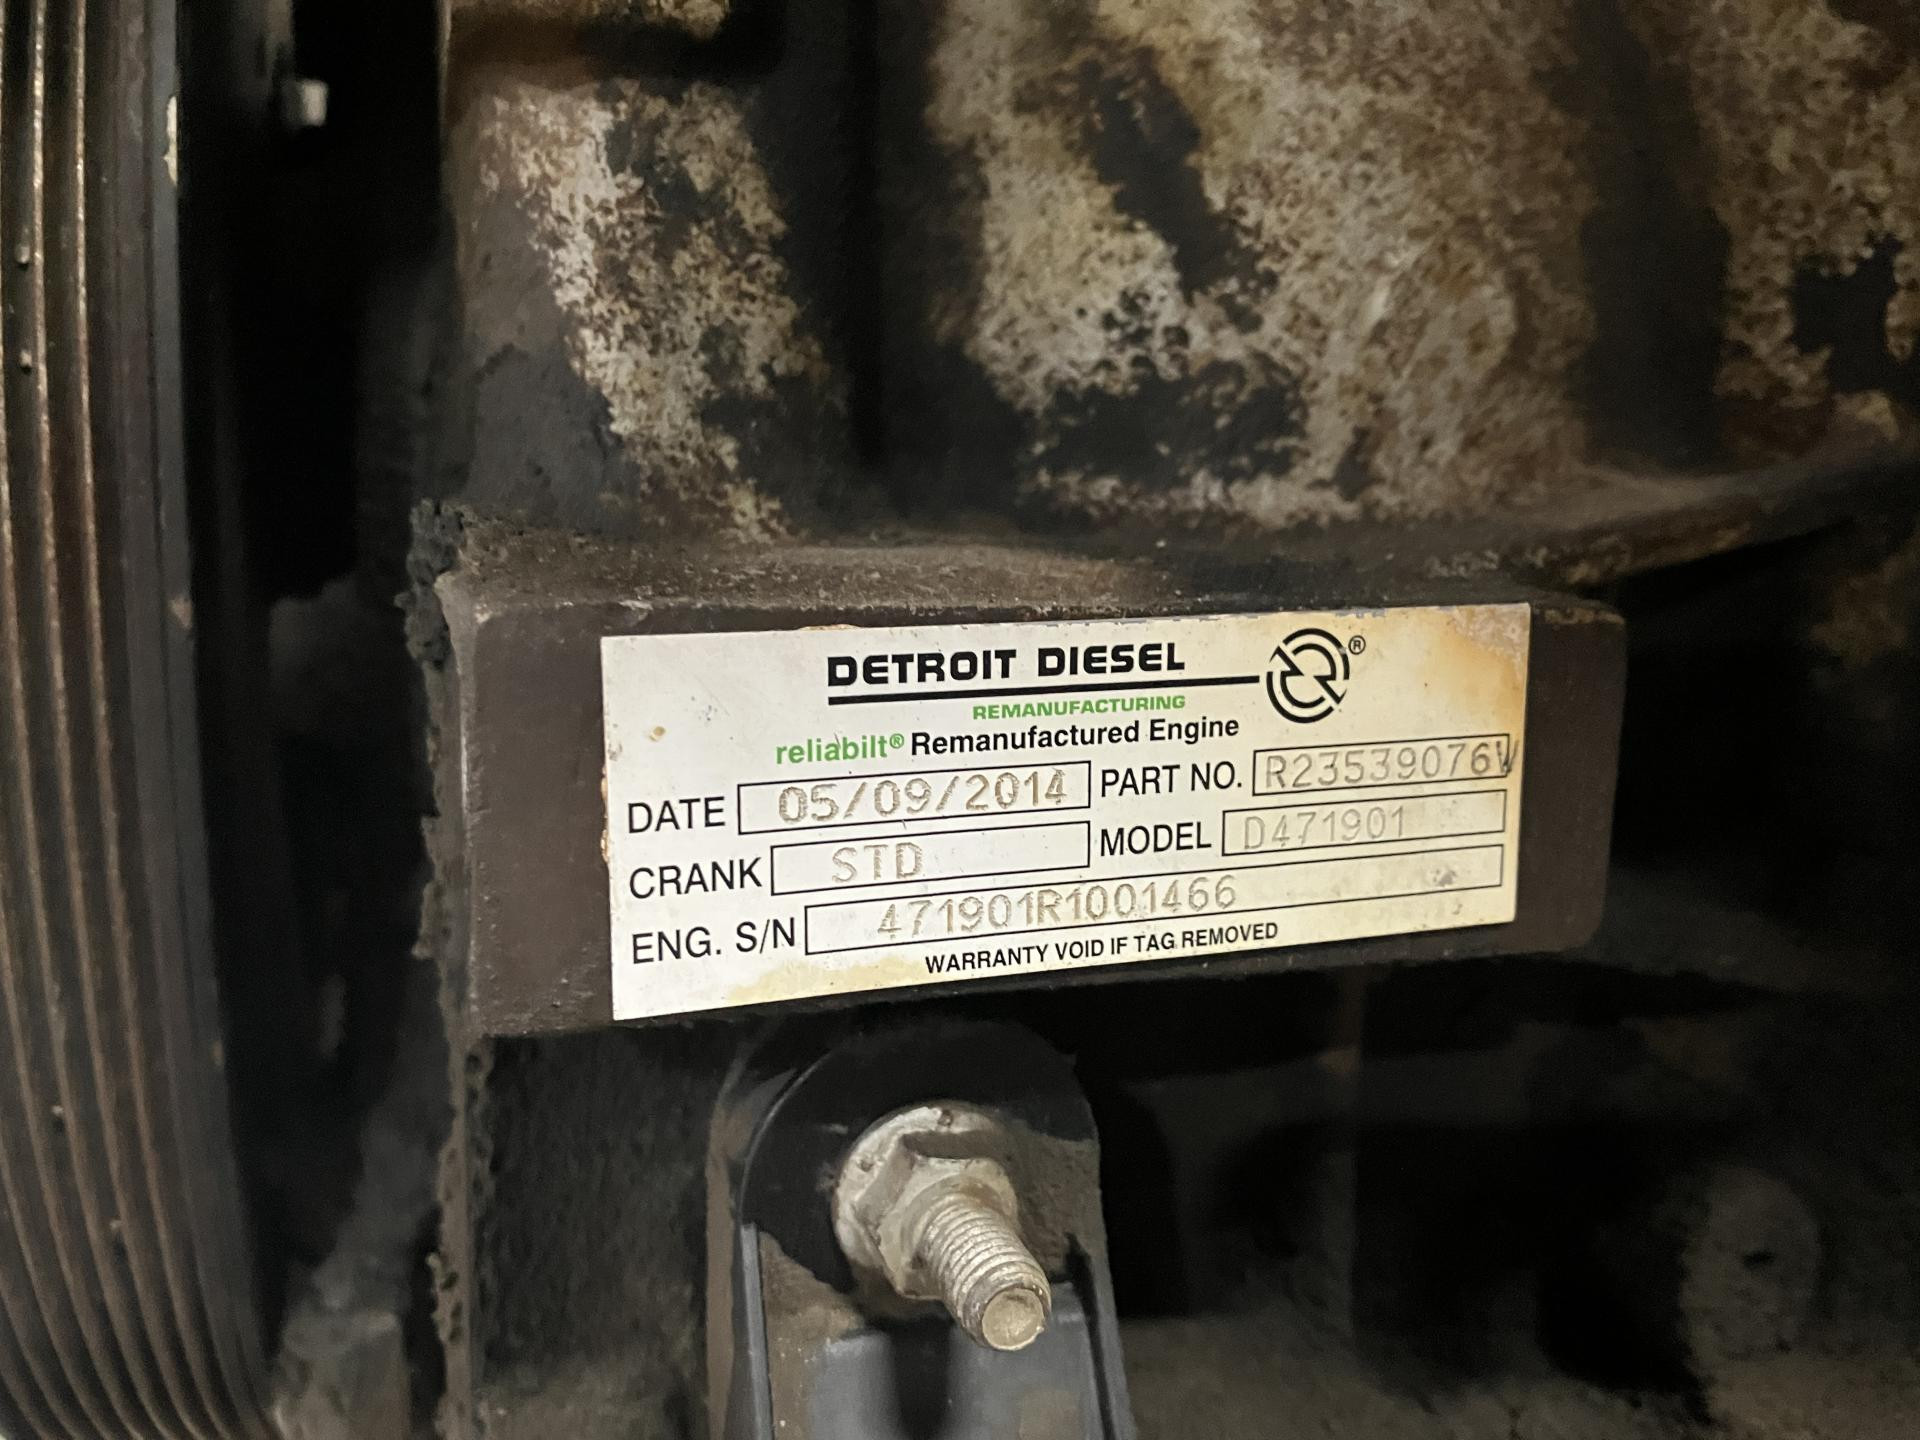 DETROIT DIESEL ®
REMANUFACTURING
reliabilt® Remanufactured Engine
DATE 05/09/2014 PART NO. R23539076V
CRANK STD MODEL D471901
ENG. S/N 471901R1001466
WARRANTY VOID IF TAG REMOVED